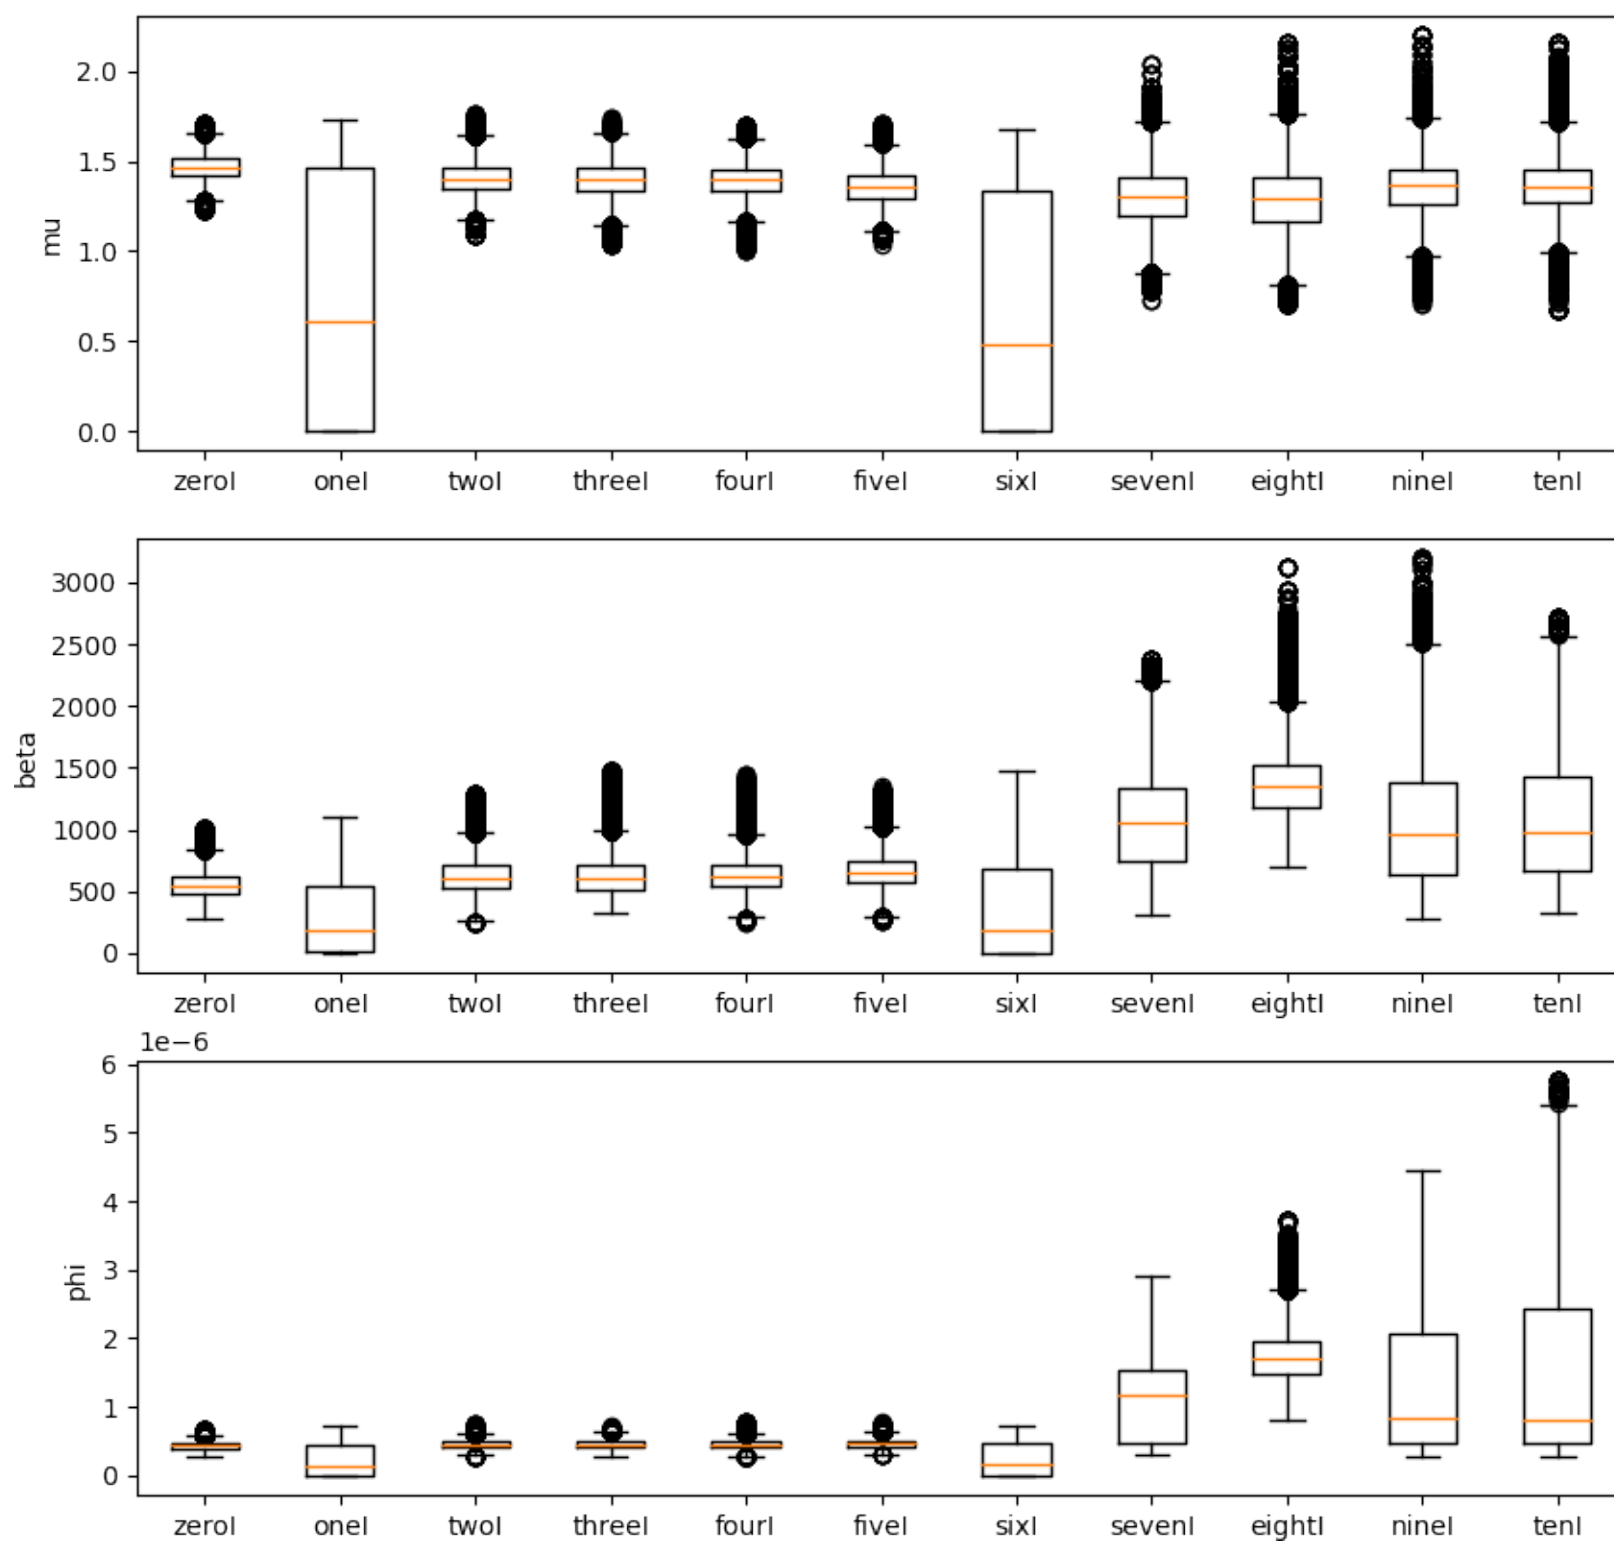 mu
2.0
1.5
1.0
0.5
0.0
zeroI oneI twoI threeI fourI fiveI sixI sevenI eightI nineI tenI
beta
3000
2500
2000
1500
1000
500
0
zeroI oneI twoI threeI fourI fiveI sixI sevenI eightI nineI tenI
1e−6
phi
6
5
4
3
2
1
0
zeroI oneI twoI threeI fourI fiveI sixI sevenI eightI nineI tenI